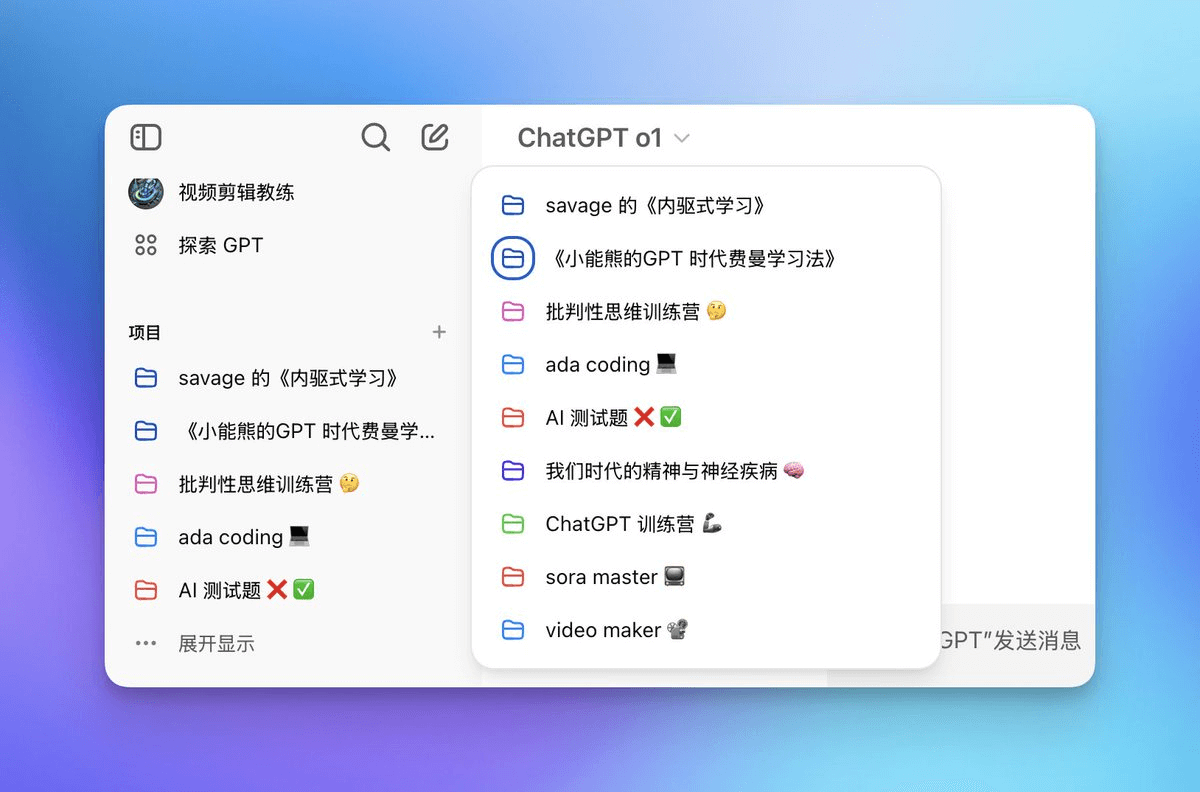 ChatGPT o1
视频剪辑教练
探索 GPT
项目
savage 的《内驱式学习》
《小能熊的GPT 时代费曼学...
批判性思维训练营 🤔
ada coding 💻
AI 测试题 ❌ ✅
展开显示
savage 的《内驱式学习》
《小能熊的GPT 时代费曼学习法》
批判性思维训练营 🤔
ada coding 💻
AI 测试题 ❌ ✅
我们时代的精神与神经疾病 🧠
ChatGPT 训练营 🦾
sora master 📺
video maker 📽
GPT”发送消息